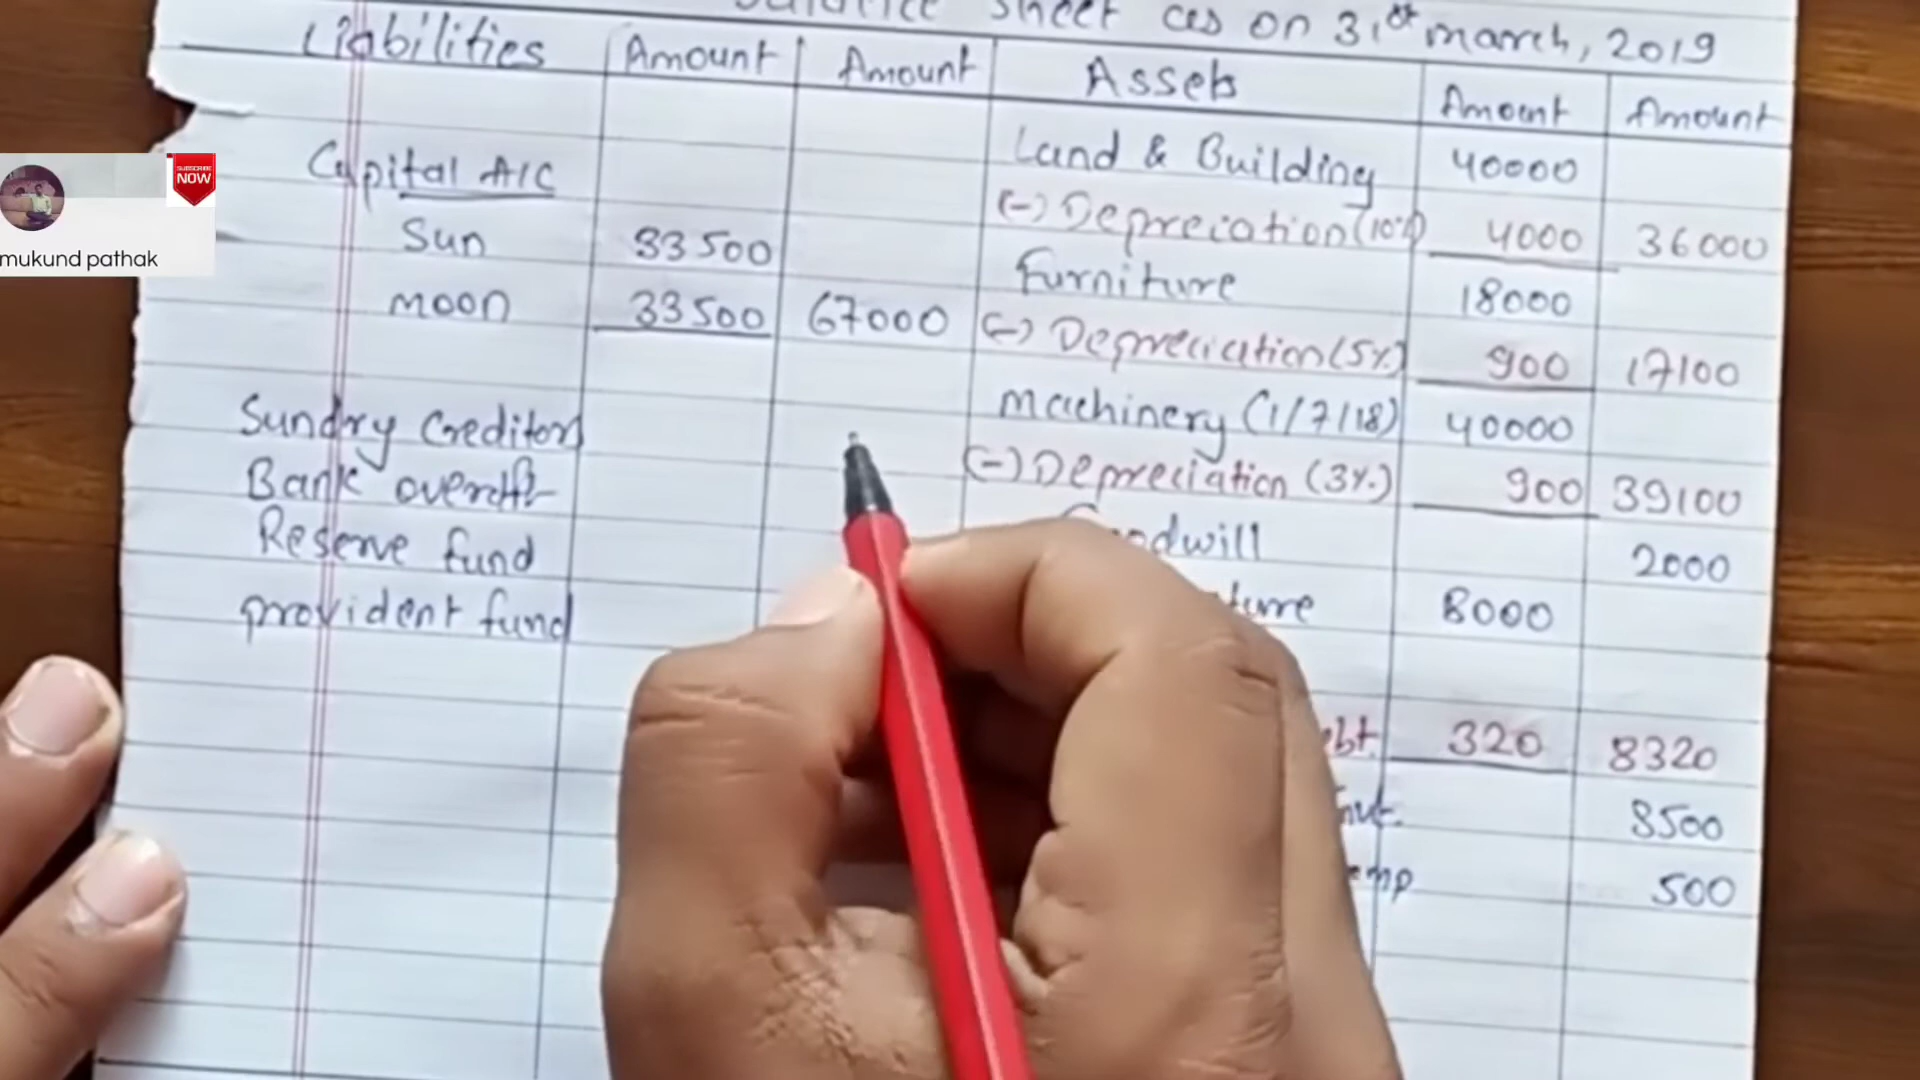 Balance Sheet as on 31st march, 2019
Liabilities Amount Amount Assets Amount Amount
Land & Building 40000
Capital A/C (-) Depreciation (10%) 4000 36000
Sun 33500 Furniture 18000
moon 33500 67000 (-) Depreciation (5%) 900 17100
machinery (1/7/18) 40000
Sundry Creditors (-) Depreciation (3%) 900 39100
Bank overdft Goodwill 2000
Reserve fund 8000
provident fund
320 8320
8500
500
SUBSCRIBE
NOW
mukund pathak